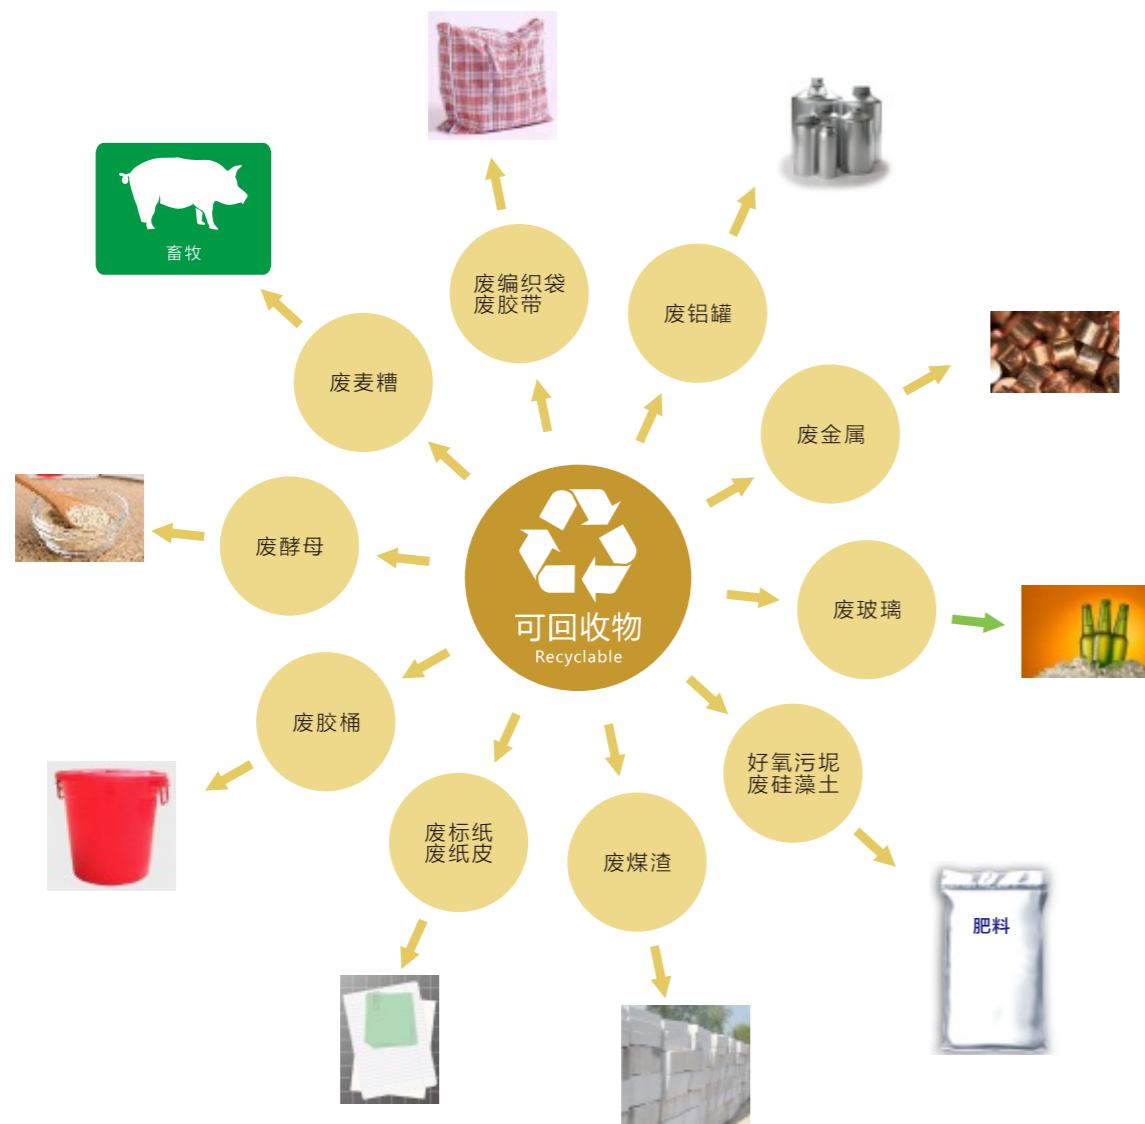 畜牧
废编织袋
废胶带
废铝罐
废麦糟
废金属
废酵母
废玻璃
可回收物
Recyclable
废胶桶
好氧污坭
废硅藻土
废标纸
废纸皮
废煤渣
肥料